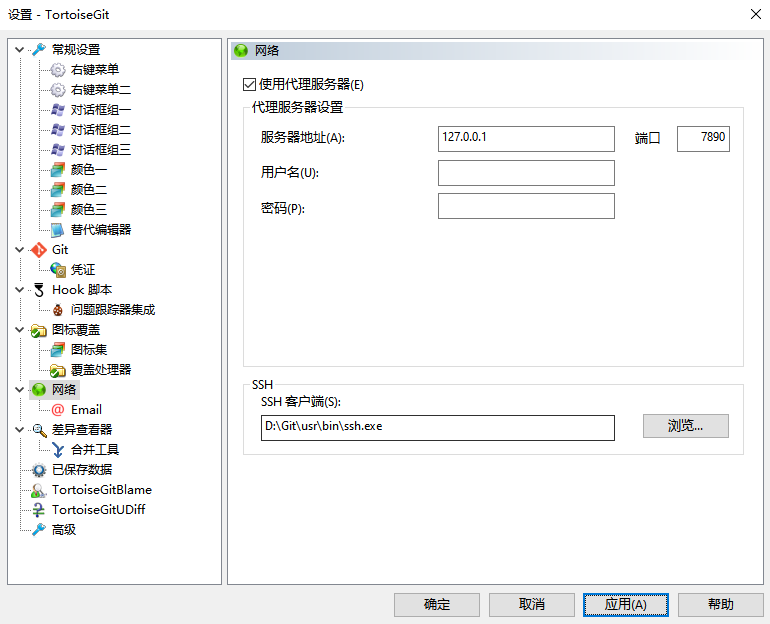 设置 - TortoiseGit
常规设置
右键菜单
右键菜单二
对话框组一
对话框组二
对话框组三
颜色一
颜色二
颜色三
替代编辑器
Git
凭证
Hook 脚本
问题跟踪器集成
图标覆盖
图标集
覆盖处理器
网络
Email
差异查看器
合并工具
已保存数据
TortoiseGitBlame
TortoiseGitUDiff
高级
网络
使用代理服务器(E)
代理服务器设置
服务器地址(A): 127.0.0.1 端口 7890
用户名(U):
密码(P):
SSH
SSH 客户端(S):
D:\Git\usr\bin\ssh.exe 浏览...
确定 取消 应用(A) 帮助